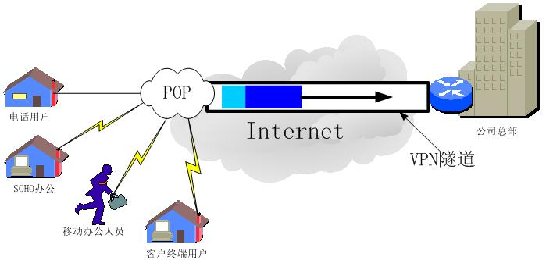 POP
Internet
VPN隧道
公司总部
电话用户
SOHO办公
移动办公人员
客户终端用户